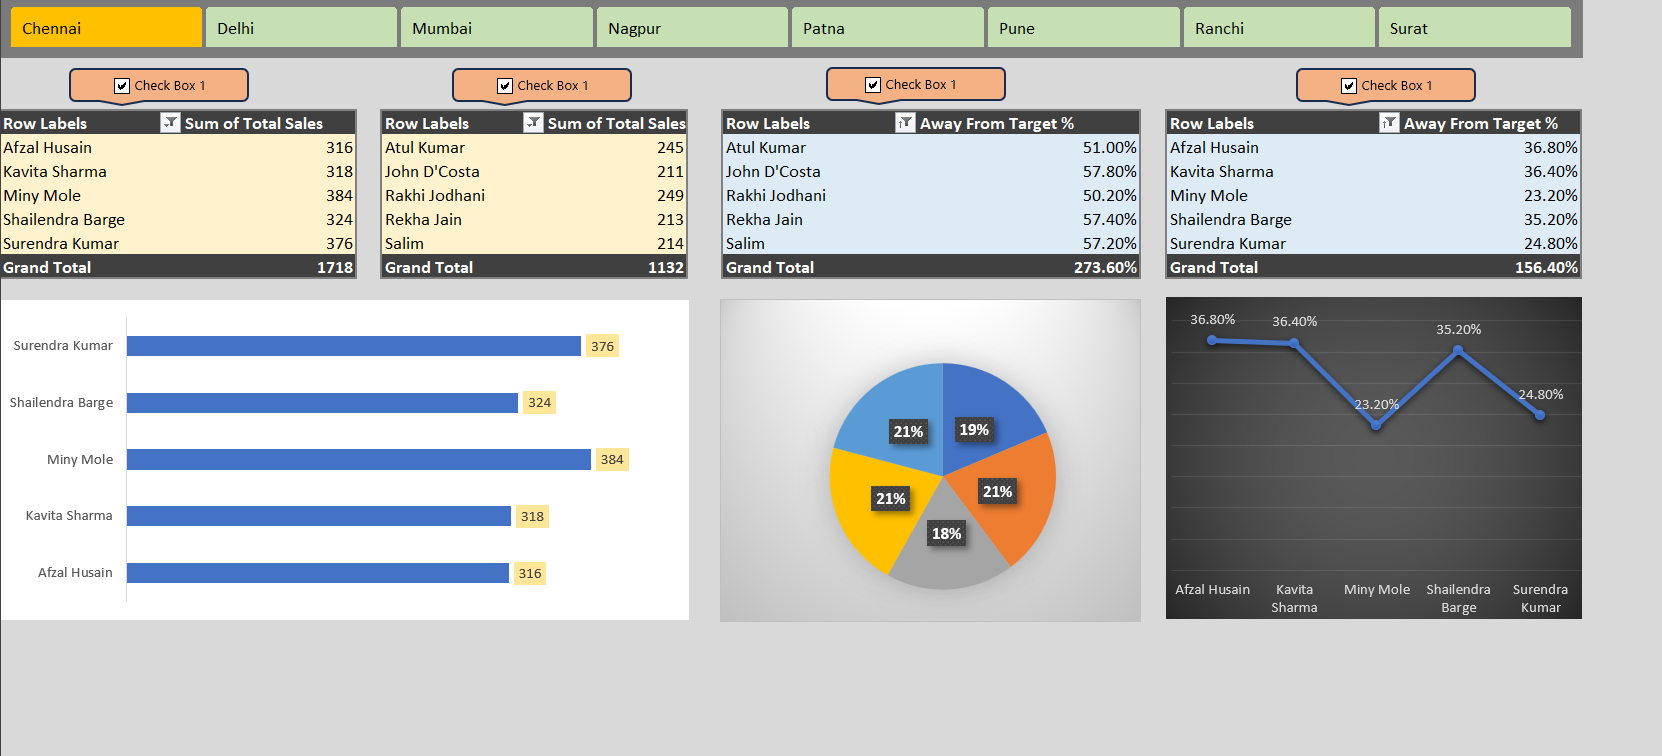 Chennai Delhi Mumbai Nagpur Patna Pune Ranchi Surat
Check Box 1 Check Box 1 Check Box 1 Check Box 1
Row Labels Sum of Total Sales
Afzal Husain 316
Kavita Sharma 318
Miny Mole 384
Shailendra Barge 324
Surendra Kumar 376
Grand Total 1718
Row Labels Sum of Total Sales
Atul Kumar 245
John D'Costa 211
Rakhi Jodhani 249
Rekha Jain 213
Salim 214
Grand Total 1132
Row Labels Away From Target %
Atul Kumar 51.00%
John D'Costa 57.80%
Rakhi Jodhani 50.20%
Rekha Jain 57.40%
Salim 57.20%
Grand Total 273.60%
Row Labels Away From Target %
Afzal Husain 36.80%
Kavita Sharma 36.40%
Miny Mole 23.20%
Shailendra Barge 35.20%
Surendra Kumar 24.80%
Grand Total 156.40%
Surendra Kumar 376
Shailendra Barge 324
Miny Mole 384
Kavita Sharma 318
Afzal Husain 316
21% 19%
21% 21%
18%
36.80% 36.40% 23.20% 35.20% 24.80%
Afzal Husain Kavita Miny Mole Shailendra Surendra
Sharma Barge Kumar